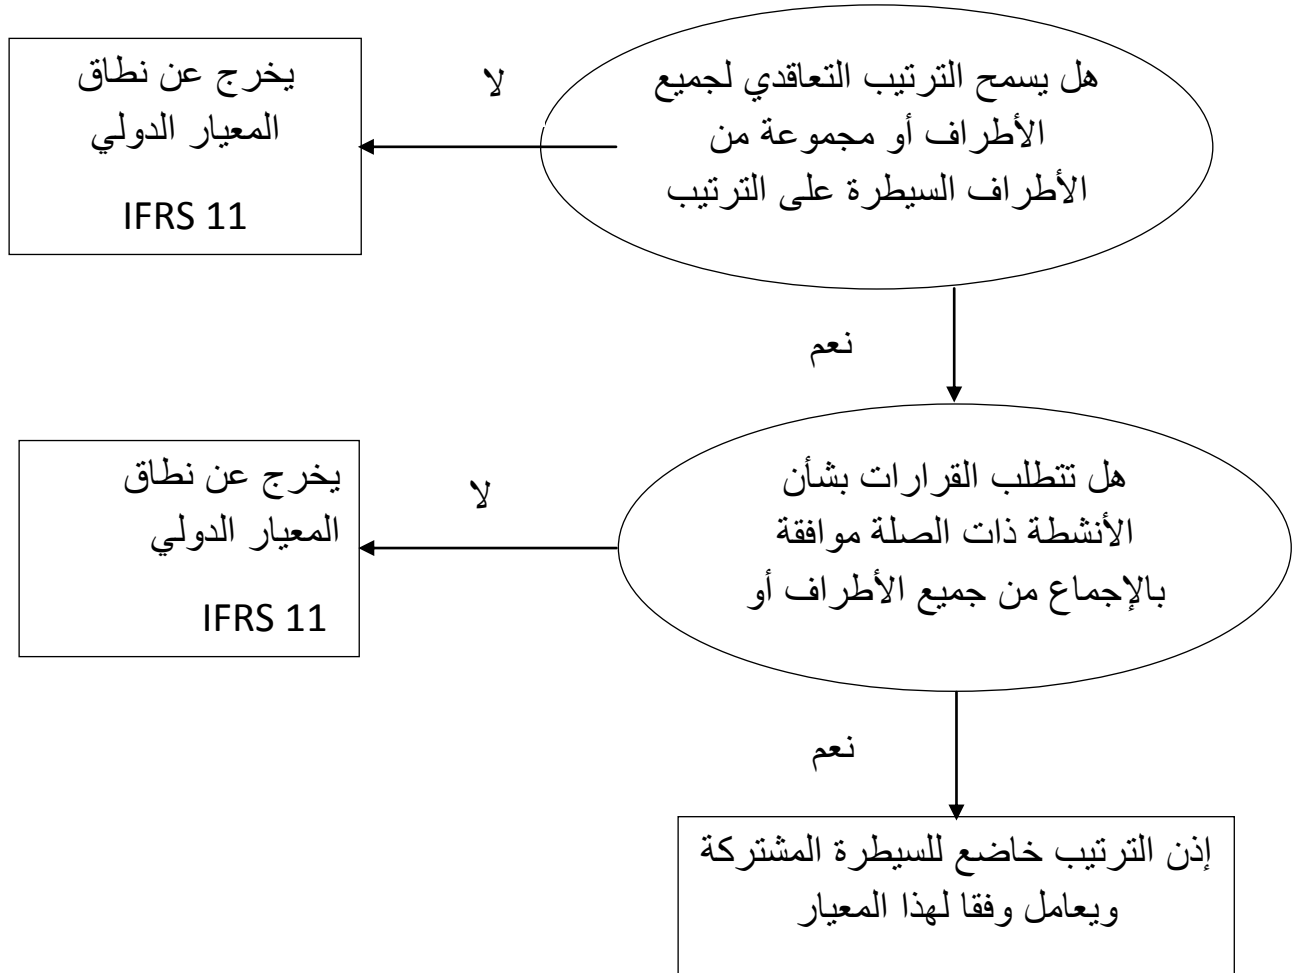 هل يسمح الترتيب التعاقدي لجميع
الأطراف أو مجموعة من
الأطراف السيطرة على الترتيب
لا
يخرج عن نطاق
المعيار الدولي
IFRS 11
نعم
هل تتطلب القرارات بشأن
الأنشطة ذات الصلة موافقة
بالإجماع من جميع الأطراف أو
لا
يخرج عن نطاق
المعيار الدولي
IFRS 11
نعم
إذن الترتيب خاضع للسيطرة المشتركة
ويعامل وفقا لهذا المعيار